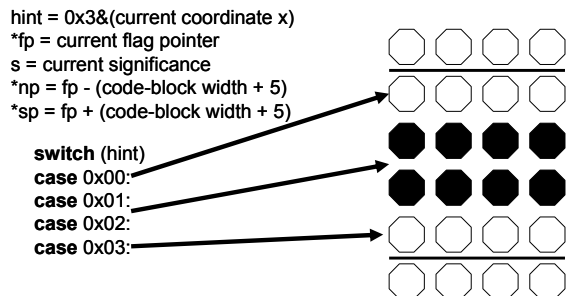 hint = 0x3&(current coordinate x)
*fp = current flag pointer
s = current significance
*np = fp - (code-block width + 5)
*sp = fp + (code-block width + 5)
switch (hint)
case 0x00:
case 0x01:
case 0x02:
case 0x03: